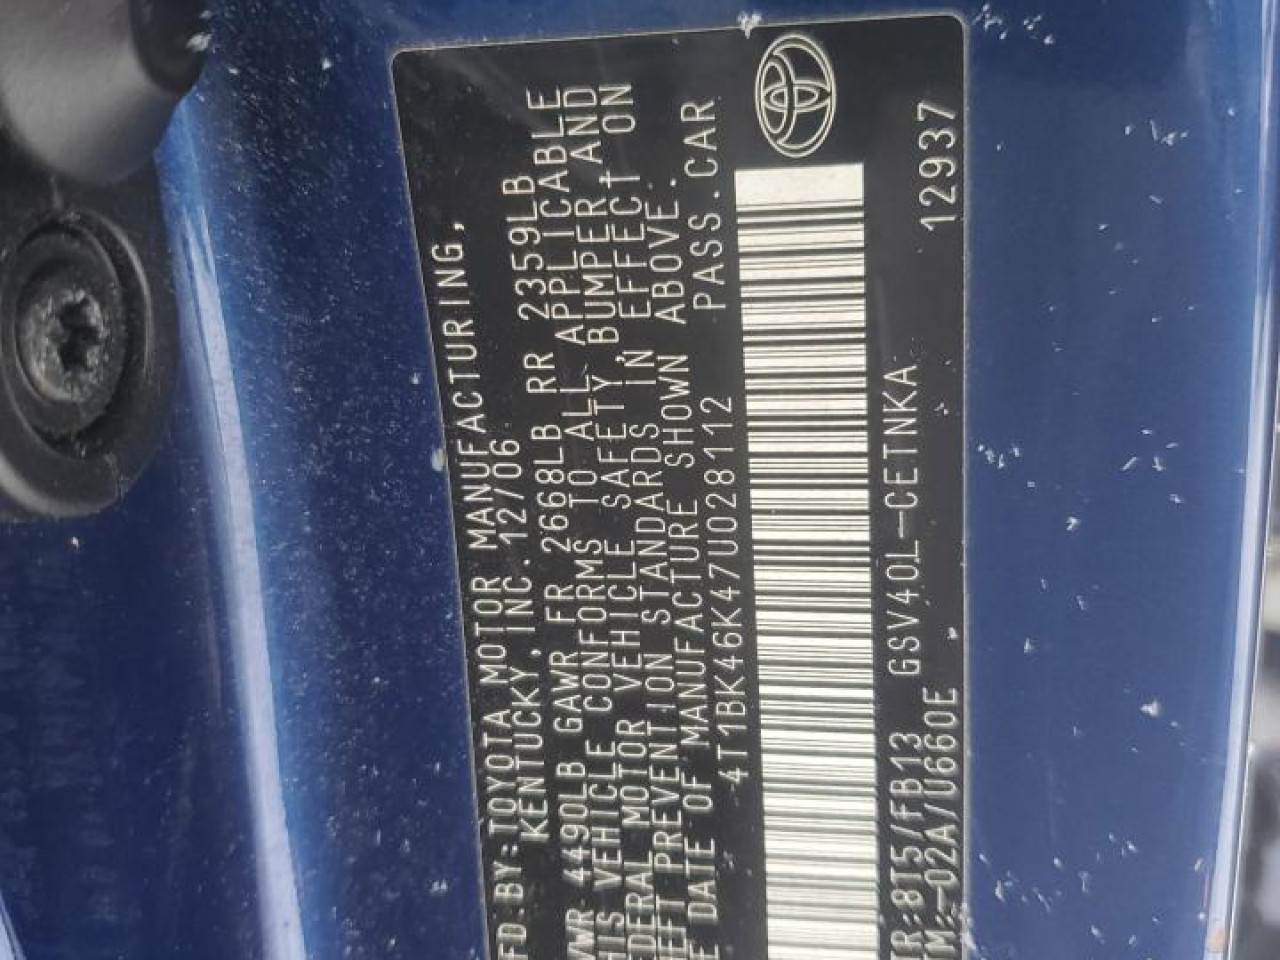 FD.BY:TOYOTA MOTOR MANUFACTURING,
KENTUCKY,INC. 12/06
VWR 4490LB GAWR FR 2668LB RR 2359LB
HIS VEHICLE CONFORMS TO ALL APPLICABLE
EDERAL MOTOR VEHICLE SAFETY,BUMPER,AND
HEFT PREVENTION STANDARDS IN EFFECT ON
E DATE OF MANUFACTURE SHOWN ABOVE.
4T1BK46K47U028112 PASS.CAR
R:8T5/FB13 GSV40L-CETNKA 12937
M:-02A/U660E